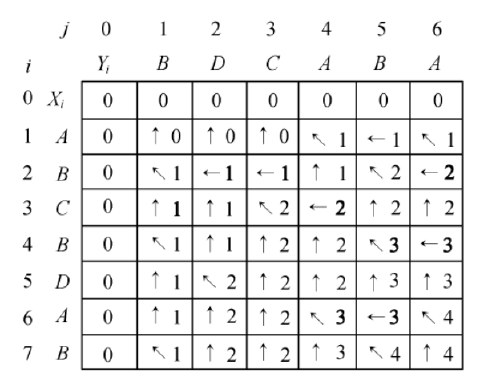 j 0 1 2 3 4 5 6
i Yᵢ B D C A B A
0 Xᵢ 0 0 0 0 0 0 0
1 A 0 ↑ 0 ↑ 0 ↑ 0 ↖ 1 ← 1 ↖ 1
2 B 0 ↖ 1 ← 1 ← 1 ↑ 1 ↖ 2 ← 2
3 C 0 ↑ 1 ↑ 1 ↖ 2 ← 2 ↑ 2 ↑ 2
4 B 0 ↖ 1 ↑ 1 ↑ 2 ↑ 2 ↖ 3 ← 3
5 D 0 ↑ 1 ↖ 2 ↑ 2 ↑ 2 ↑ 3 ↑ 3
6 A 0 ↑ 1 ↑ 2 ↑ 2 ↖ 3 ← 3 ↖ 4
7 B 0 ↖ 1 ↑ 2 ↑ 2 ↑ 3 ↖ 4 ↑ 4